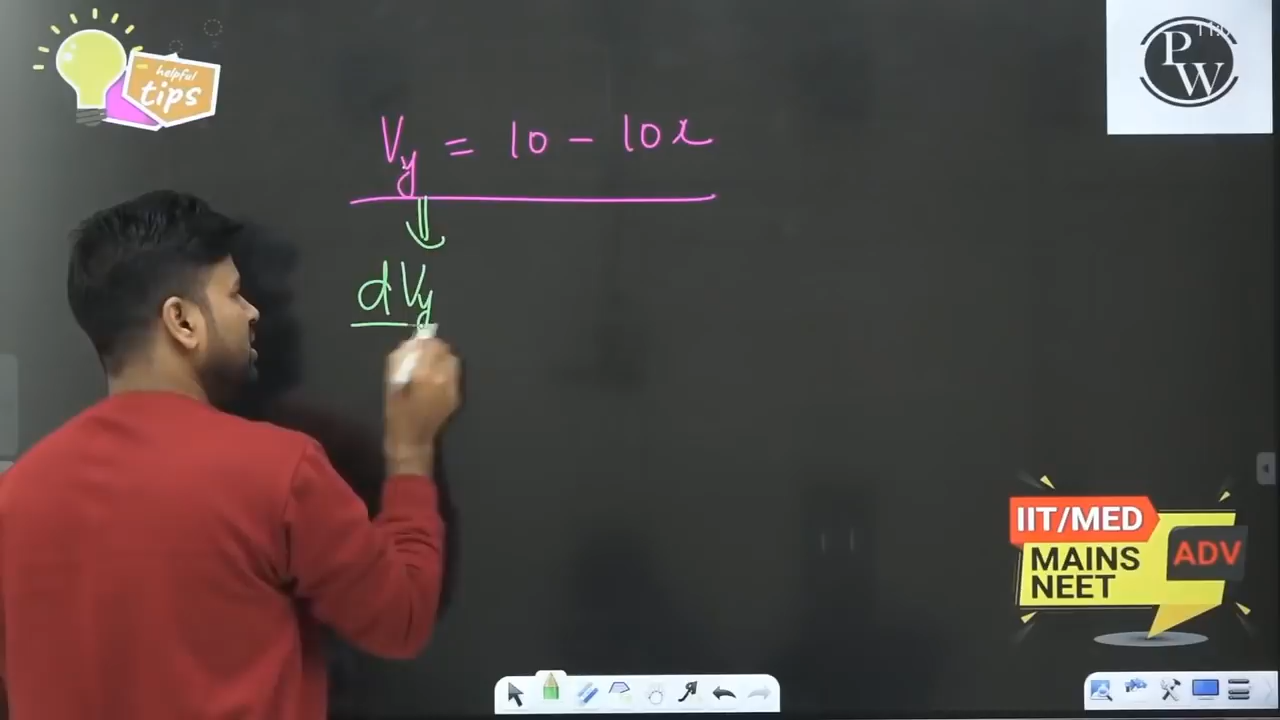 helpful
tips
PW
Vy = 10 - 10x
dVy
IIT/MED
MAINS
NEET
ADV